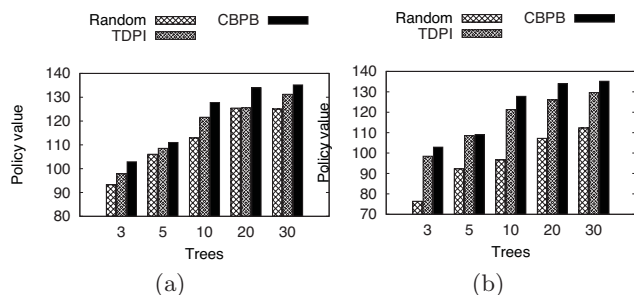 Random
TDPI
CBPB
Policy value
140
130
120
110
100
90
80
3 5 10 20 30
Trees
(a)
Random
TDPI
CBPB
Policy value
140
130
120
110
100
90
80
70
3 5 10 20 30
Trees
(b)